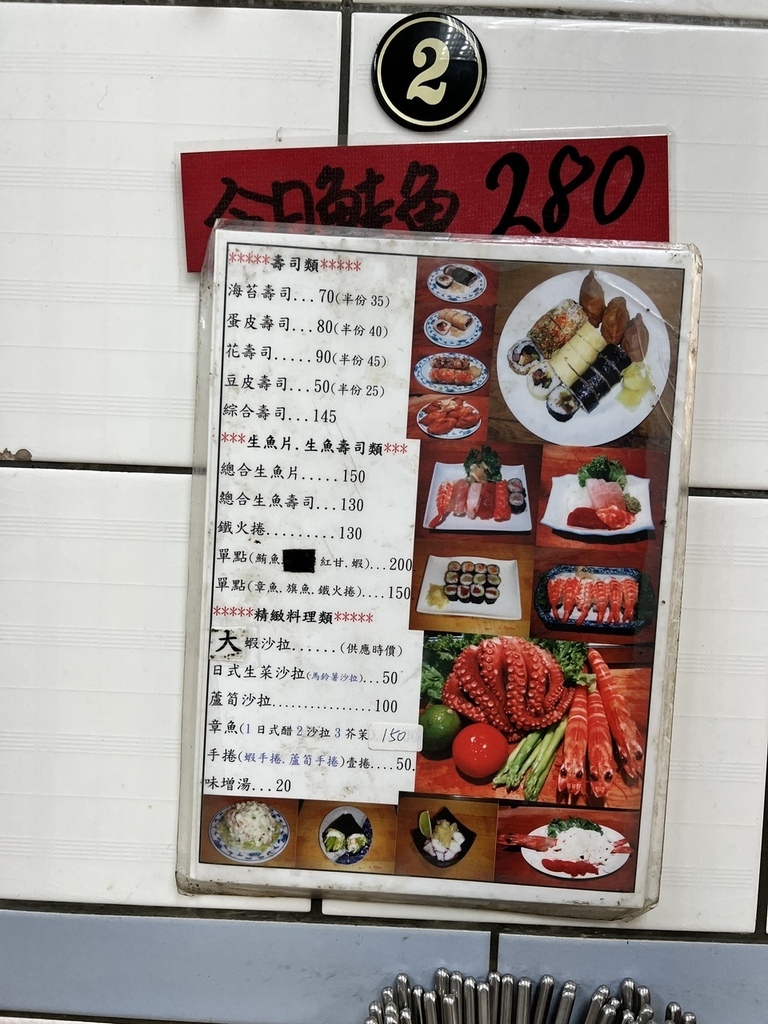 2
今日鮭魚 280
*****壽司類*****
海苔壽司...70(半份35)
蛋皮壽司...80(半份40)
花壽司.....90(半份45)
豆皮壽司...50(半份25)
綜合壽司...145
***生魚片.生魚壽司類***
總合生魚片.....150
總合生魚壽司...130
鐵火捲.........130
單點(鮪魚 紅甘.蝦)...200
單點(章魚.旗魚.鐵火捲)....150
*****精緻料理類*****
大蝦沙拉......(供應時價)
日式生菜沙拉(馬鈴薯沙拉)...50
蘆筍沙拉...............100
章魚(1日式醋2沙拉3芥茉 150
手捲(蝦手捲.蘆筍手捲)壹捲....50.
味增湯...20